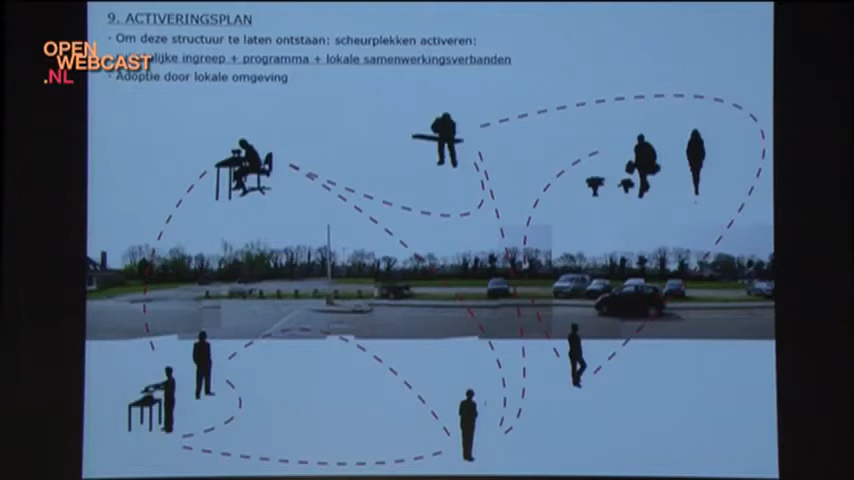 9. ACTIVERINGSPLAN
· Om deze structuur te laten ontstaan: scheurplekken activeren:
ingreep + programma + lokale samenwerkingsverbanden
· Adoptie door lokale omgeving
OPEN
WEBCAST
.NL